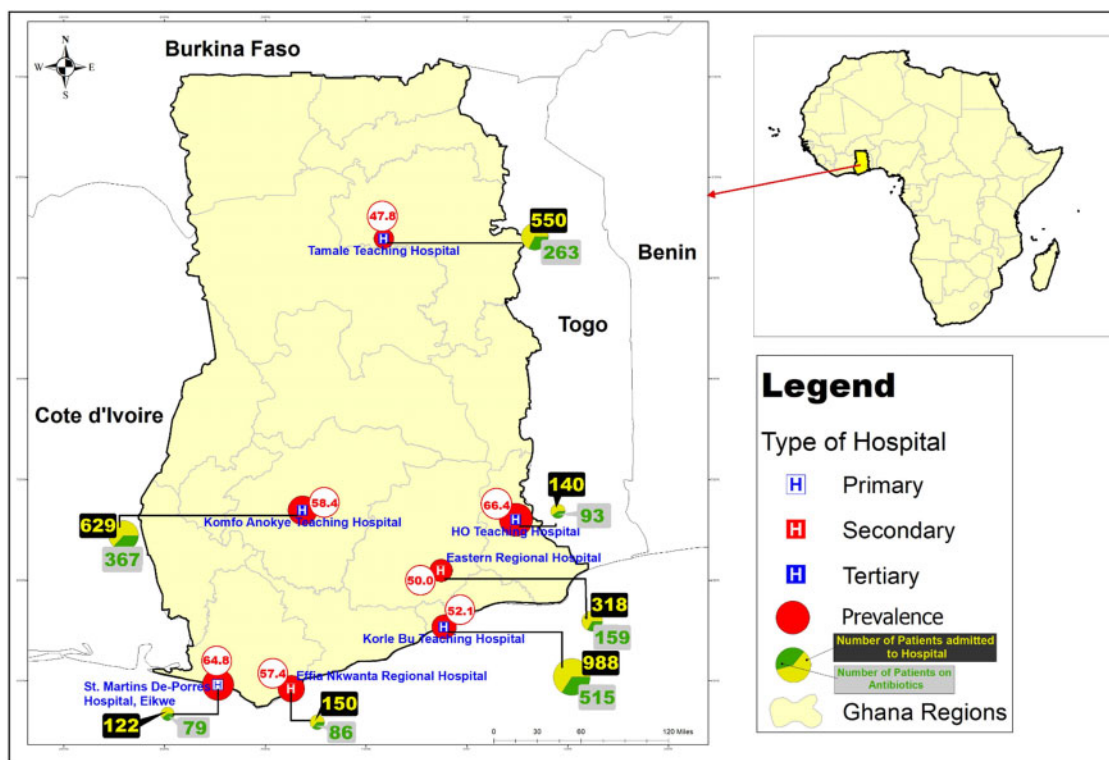 Burkina Faso
N
W E
S
47.8
Tamale Teaching Hospital
550
263
Benin
Togo
Cote d'Ivoire
629
367
58.4
Komfo Anokye Teaching Hospital
66.4
HO Teaching Hospital
140
93
Eastern Regional Hospital
50.0
318
159
52.1
Korle Bu Teaching Hospital
988
515
64.8
St. Martins De-Porres
Hospital, Eikwe
122
79
57.4
Effia Nkwanta Regional Hospital
150
86
0 30 60 120 Miles
Legend
Type of Hospital
H Primary
H Secondary
H Tertiary
Prevalence
Number of Patients admitted
to Hospital
Number of Patients on
Antibiotics
Ghana Regions